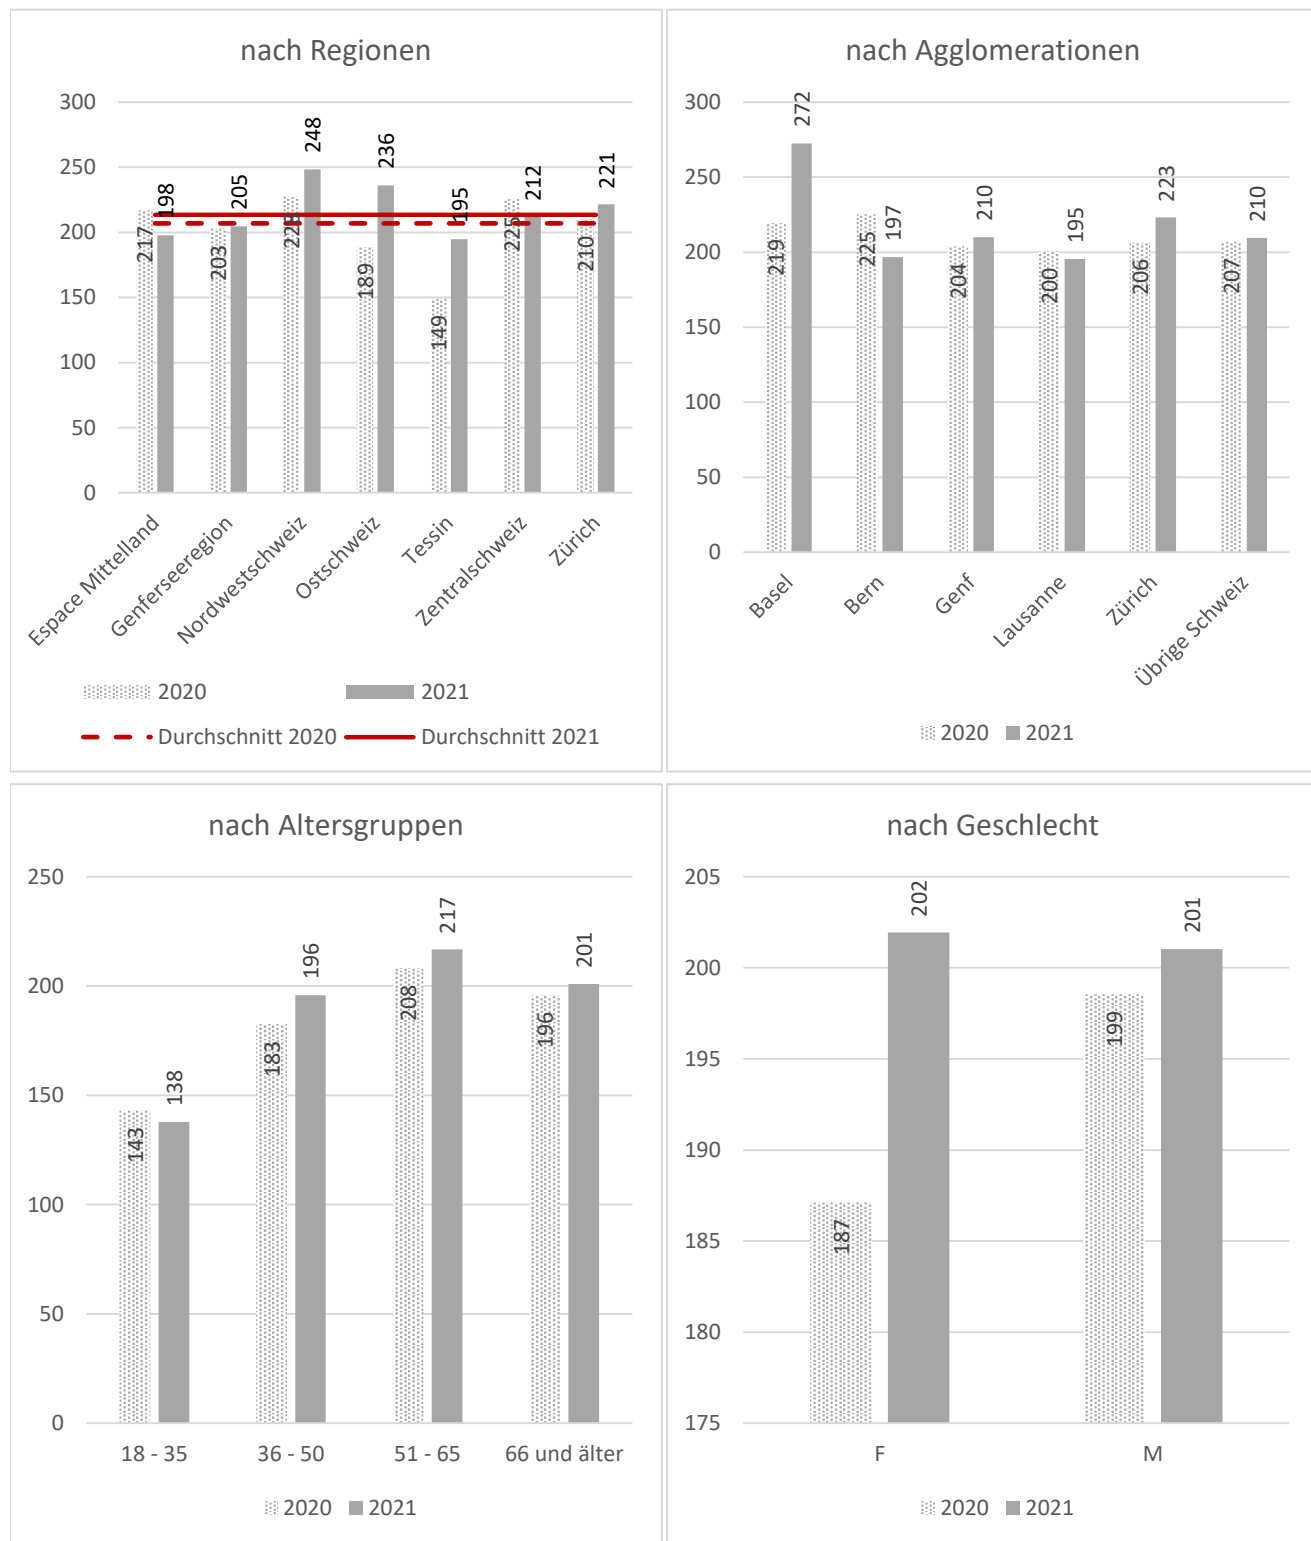 nach Regionen
300
250
200
150
100
50
0
217
198
203
205
228
248
189
236
149
195
225
212
210
221
Espace Mittelland
Genferseeregion
Nordwestschweiz
Ostschweiz
Tessin
Zentralschweiz
Zürich
2020
2021
Durchschnitt 2020
Durchschnitt 2021
nach Agglomerationen
300
250
200
150
100
50
0
219
272
225
197
204
210
200
195
206
223
207
210
Basel
Bern
Genf
Lausanne
Zürich
Übrige Schweiz
2020
2021
nach Altersgruppen
250
200
150
100
50
0
143
138
183
196
208
217
196
201
18 - 35
36 - 50
51 - 65
66 und älter
2020
2021
nach Geschlecht
205
200
195
190
185
180
175
187
202
199
201
F
M
2020
2021